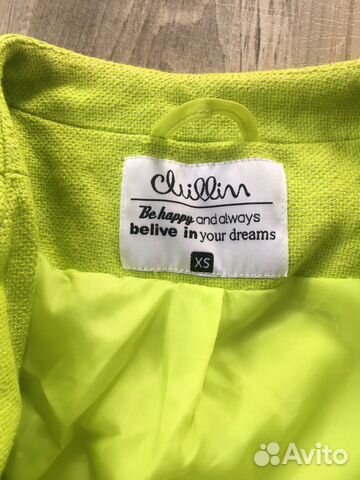 Chillin
Be happy and always
belive in your dreams
XS
Avito